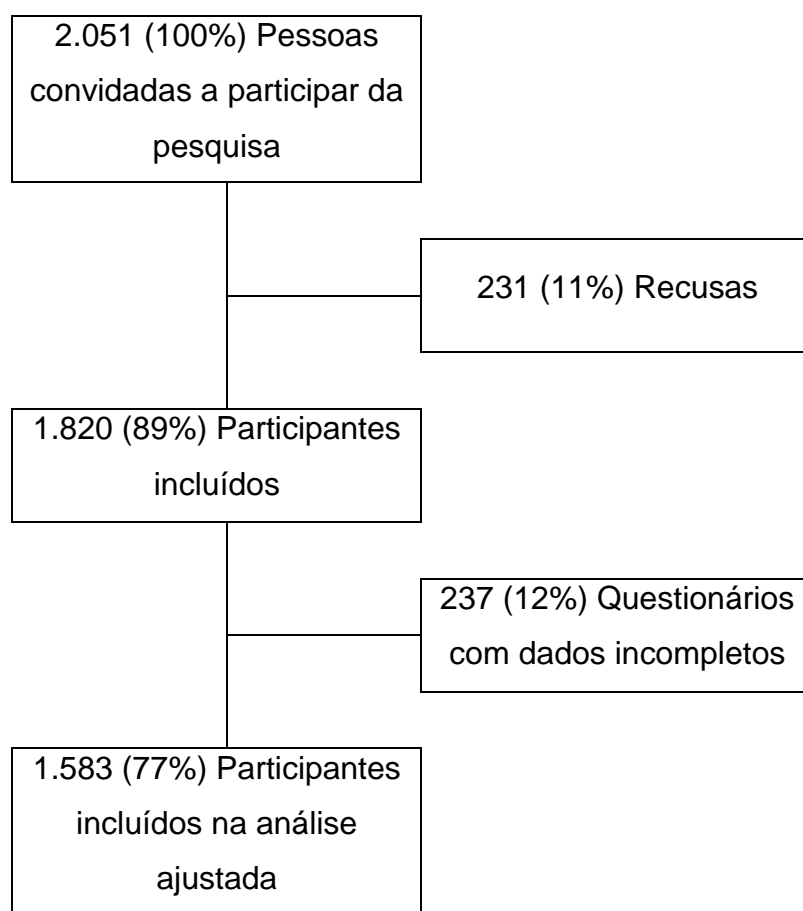 2.051 (100%) Pessoas
convidadas a participar da
pesquisa
231 (11%) Recusas
1.820 (89%) Participantes
incluídos
237 (12%) Questionários
com dados incompletos
1.583 (77%) Participantes
incluídos na análise
ajustada